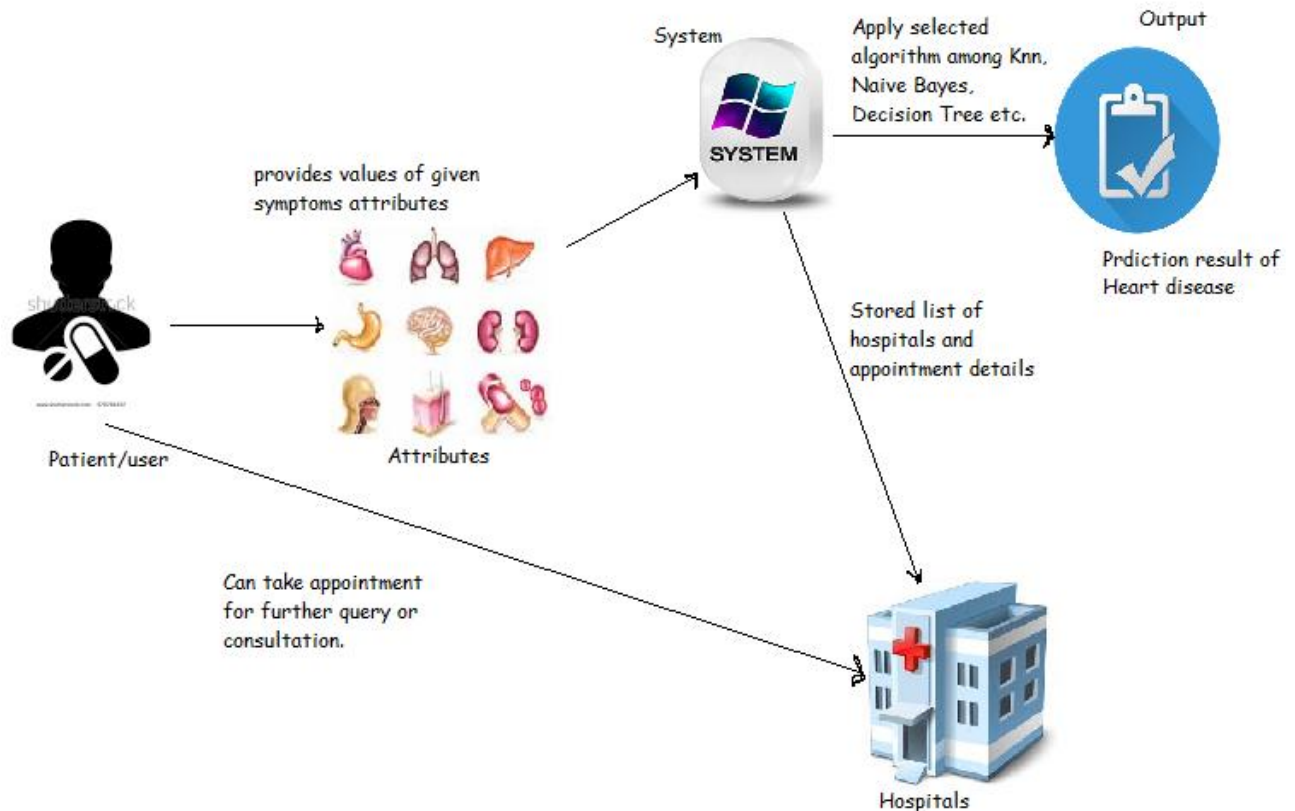 Output
System
Apply selected
algorithm among Knn,
Naive Bayes,
Decision Tree etc.
SYSTEM
provides values of given
symptoms attributes
Prdiction result of
Heart disease
shutterstock
Stored list of
hospitals and
appointment details
Patient/user
Attributes
Can take appointment
for further query or
consultation.
Hospitals